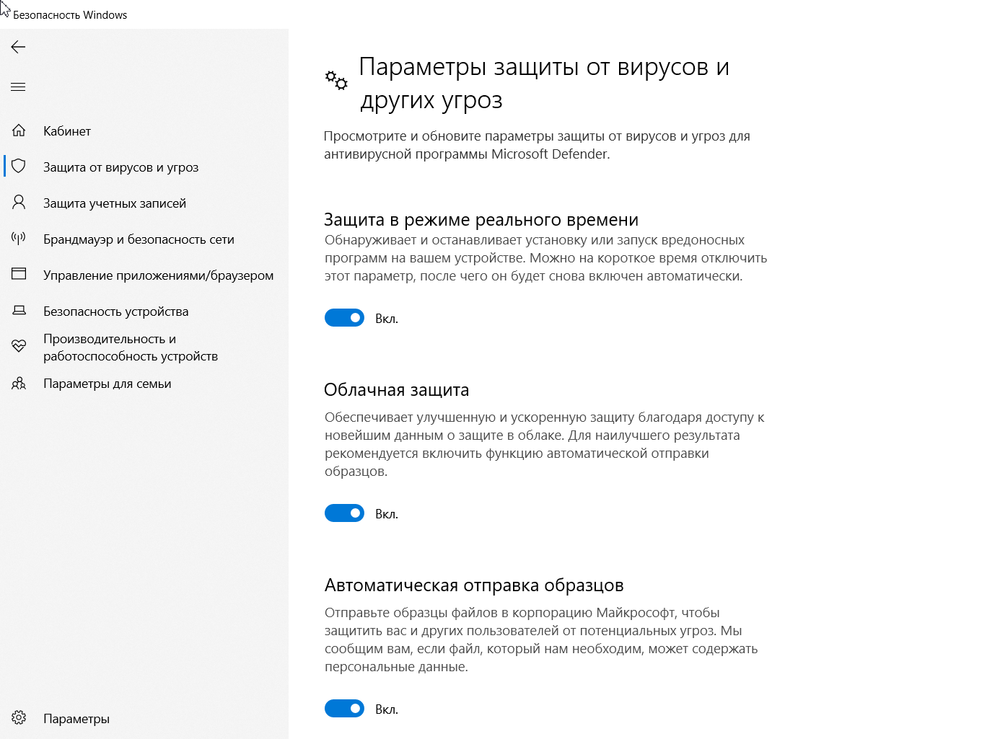 Безопасность Windows
Кабинет
Защита от вирусов и угроз
Защита учетных записей
Брандмауэр и безопасность сети
Управление приложениями/браузером
Безопасность устройства
Производительность и
работоспособность устройств
Параметры для семьи
Параметры
Параметры защиты от вирусов и
других угроз
Просмотрите и обновите параметры защиты от вирусов и угроз для
антивирусной программы Microsoft Defender.
Защита в режиме реального времени
Обнаруживает и останавливает установку или запуск вредоносных
программ на вашем устройстве. Можно на короткое время отключить
этот параметр, после чего он будет снова включен автоматически.
Вкл.
Облачная защита
Обеспечивает улучшенную и ускоренную защиту благодаря доступу к
новейшим данным о защите в облаке. Для наилучшего результата
рекомендуется включить функцию автоматической отправки
образцов.
Вкл.
Автоматическая отправка образцов
Отправьте образцы файлов в корпорацию Майкрософт, чтобы
защитить вас и других пользователей от потенциальных угроз. Мы
сообщим вам, если файл, который нам необходим, может содержать
персональные данные.
Вкл.